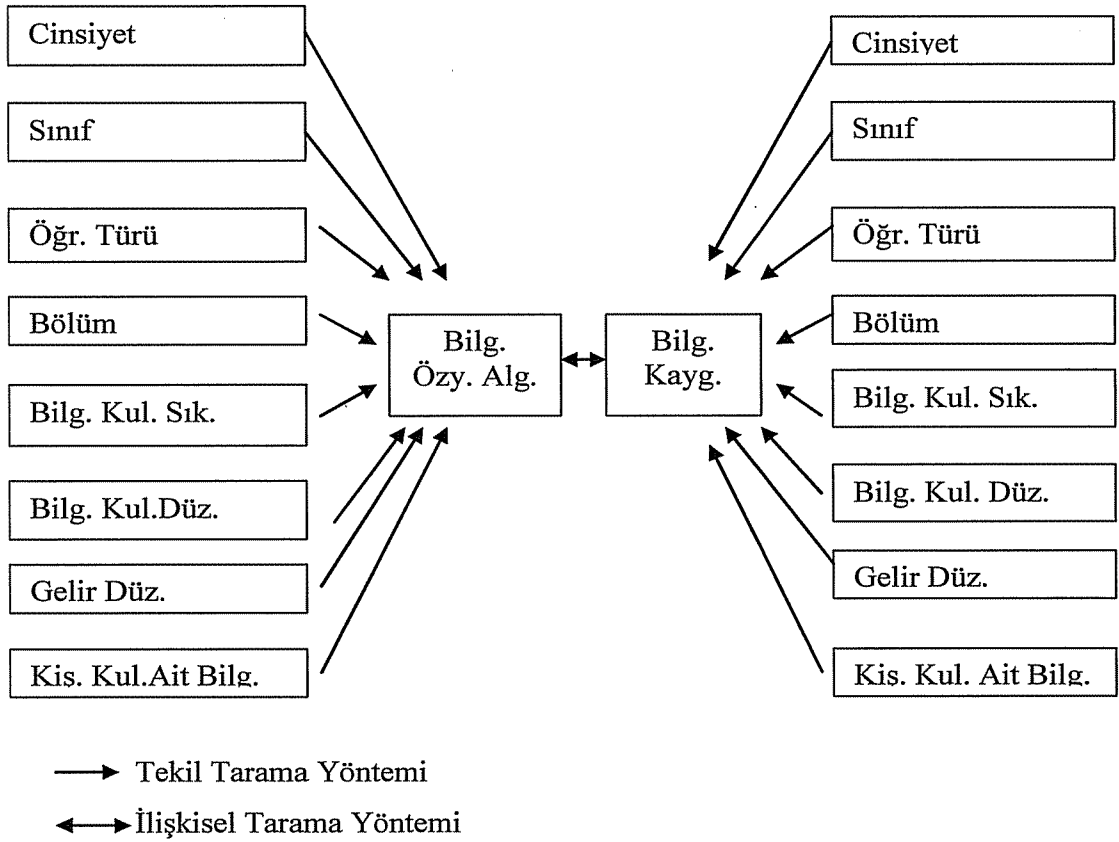 Cinsiyet
Sınıf
Öğr. Türü
Bölüm
Bilg. Kul. Sık.
Bilg. Kul.Düz.
Gelir Düz.
Kiş. Kul.Ait Bilg.
Bilg.
Özy. Alg.
Bilg.
Kayg.
Cinsiyet
Sınıf
Öğr. Türü
Bölüm
Bilg. Kul. Sık.
Bilg. Kul. Düz.
Gelir Düz.
Kiş. Kul. Ait Bilg.
Tekil Tarama Yöntemi
İlişkisel Tarama Yöntemi